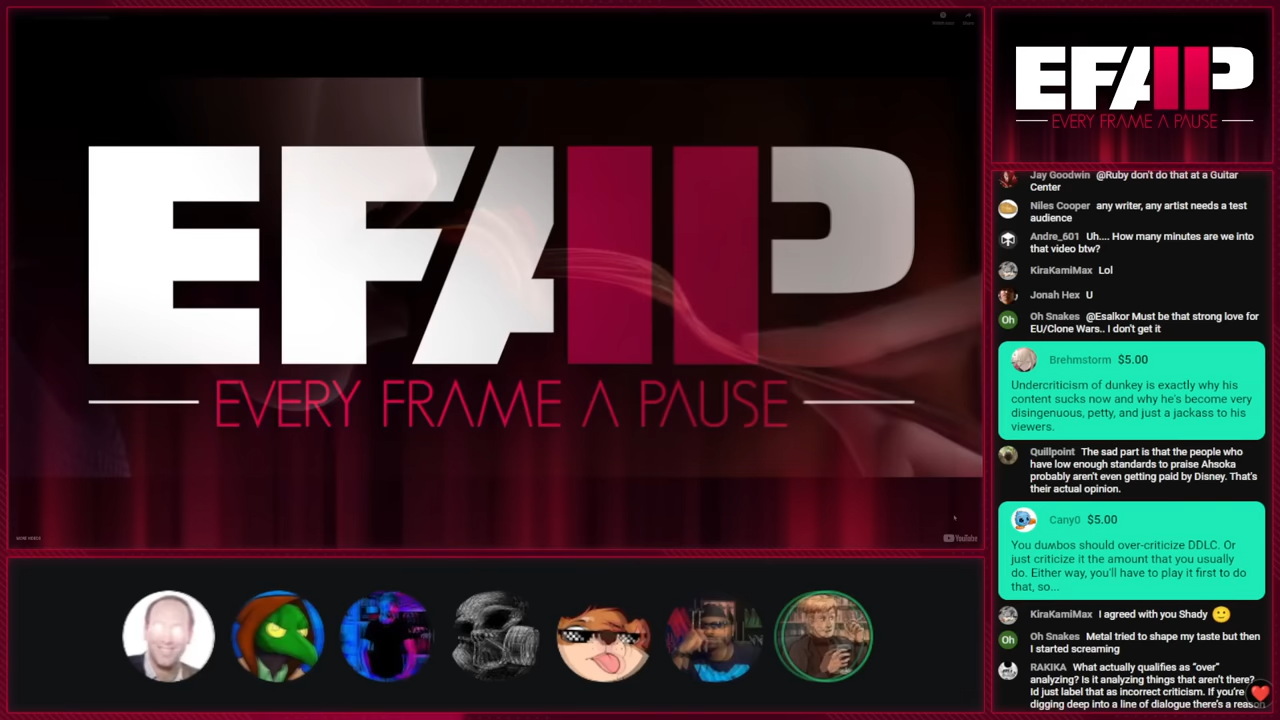 Watch later
Share
EFAP
EVERY FRAME A PAUSE
MORE VIDEOS
YouTube
EFAP
EVERY FRAME A PAUSE
Jay Goodwin @Ruby don't do that at a Guitar
Center
Niles Cooper any writer, any artist needs a test
audience
Andre_601 Uh.... How many minutes are we into
that video btw?
KiraKamiMax Lol
Jonah Hex U
Oh
Oh Snakes @Esalkor Must be that strong love for
EU/Clone Wars.. I don't get it
Brehmstorm $5.00
Undercriticism of dunkey is exactly why his
content sucks now and why he's become very
disingenuous, petty, and just a jackass to his
viewers.
Quillpoint The sad part is that the people who
have low enough standards to praise Ahsoka
probably aren't even getting paid by Disney. That's
their actual opinion.
Cany0 $5.00
You duмbos should over-criticize DDLC. Or
just criticize it the amount that you usually
do. Either way, you'll have to play it first to do
that, so...
KiraKamiMax I agreed with you Shady 🙂
Oh
Oh Snakes Metal tried to shape my taste but then
I started screaming
RAKIKA What actually qualifies as “over”
analyzing? Is it analyzing things that aren't there?
Id just label that as incorrect criticism. If you're
digging deep into a line of dialogue there's a reason